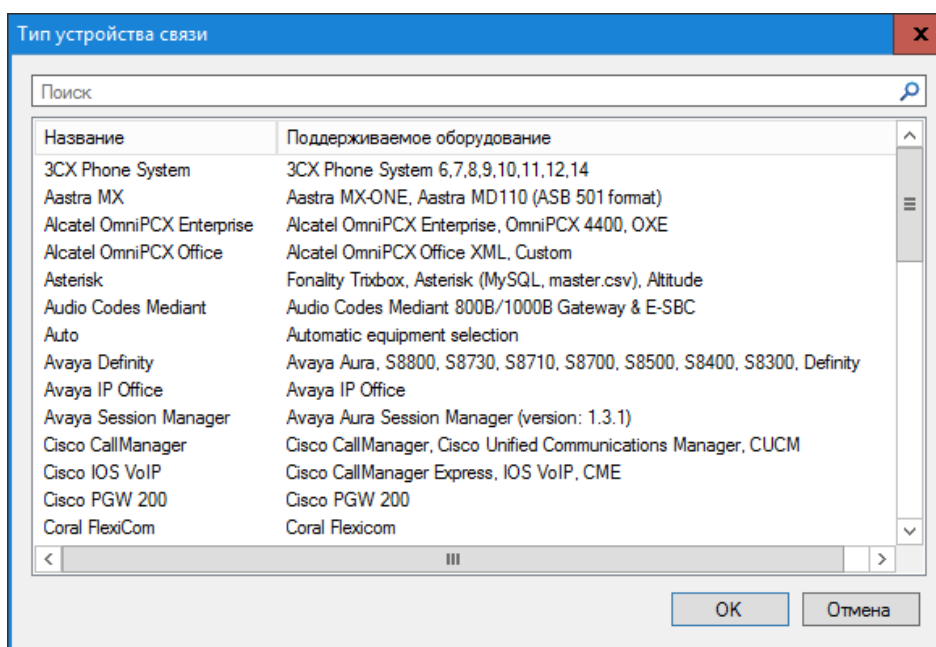 Тип устройства связи
x
Поиск
Название Поддерживаемое оборудование
3CX Phone System 3CX Phone System 6,7,8,9,10,11,12,14
Aastra MX Aastra MX-ONE, Aastra MD110 (ASB 501 format)
Alcatel OmniPCX Enterprise Alcatel OmniPCX Enterprise, OmniPCX 4400, OXE
Alcatel OmniPCX Office Alcatel OmniPCX Office XML, Custom
Asterisk Fonality Trixbox, Asterisk (MySQL, master.csv), Altitude
Audio Codes Mediant Audio Codes Mediant 800B/1000B Gateway & E-SBC
Auto Automatic equipment selection
Avaya Definity Avaya Aura, S8800, S8730, S8710, S8700, S8500, S8400, S8300, Definity
Avaya IP Office Avaya IP Office
Avaya Session Manager Avaya Aura Session Manager (version: 1.3.1)
Cisco CallManager Cisco CallManager, Cisco Unified Communications Manager, CUCM
Cisco IOS VoIP Cisco CallManager Express, IOS VoIP, CME
Cisco PGW 200 Cisco PGW 200
Coral FlexiCom Coral Flexicom
OK Отмена